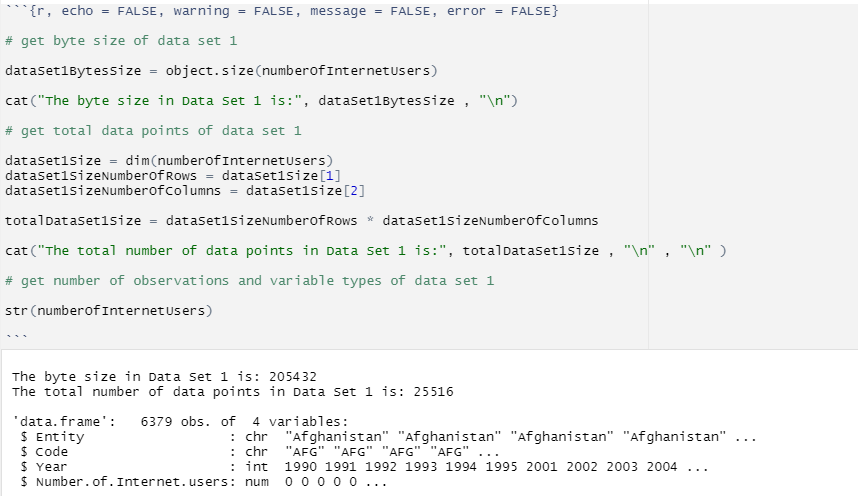 ```{r, echo = FALSE, warning = FALSE, message = FALSE, error = FALSE}
# get byte size of data set 1
dataSet1BytesSize = object.size(numberOfInternetUsers)
cat("The byte size in Data Set 1 is:", dataSet1BytesSize , "\n")
# get total data points of data set 1
dataSet1Size = dim(numberOfInternetUsers)
dataSet1SizeNumberOfRows = dataSet1Size[1]
dataSet1SizeNumberOfColumns = dataSet1Size[2]
totalDataSet1Size = dataSet1SizeNumberOfRows * dataSet1SizeNumberOfColumns
cat("The total number of data points in Data Set 1 is:", totalDataSet1Size , "\n" , "\n" )
# get number of observations and variable types of data set 1
str(numberOfInternetUsers)
```
The byte size in Data Set 1 is: 205432
The total number of data points in Data Set 1 is: 25516
'data.frame':   6379 obs. of  4 variables:
 $ Entity                  : chr  "Afghanistan" "Afghanistan" "Afghanistan" "Afghanistan" ...
 $ Code                    : chr  "AFG" "AFG" "AFG" "AFG" ...
 $ Year                    : int  1990 1991 1992 1993 1994 1995 2001 2002 2003 2004 ...
 $ Number.of.Internet.users: num  0 0 0 0 0 ...